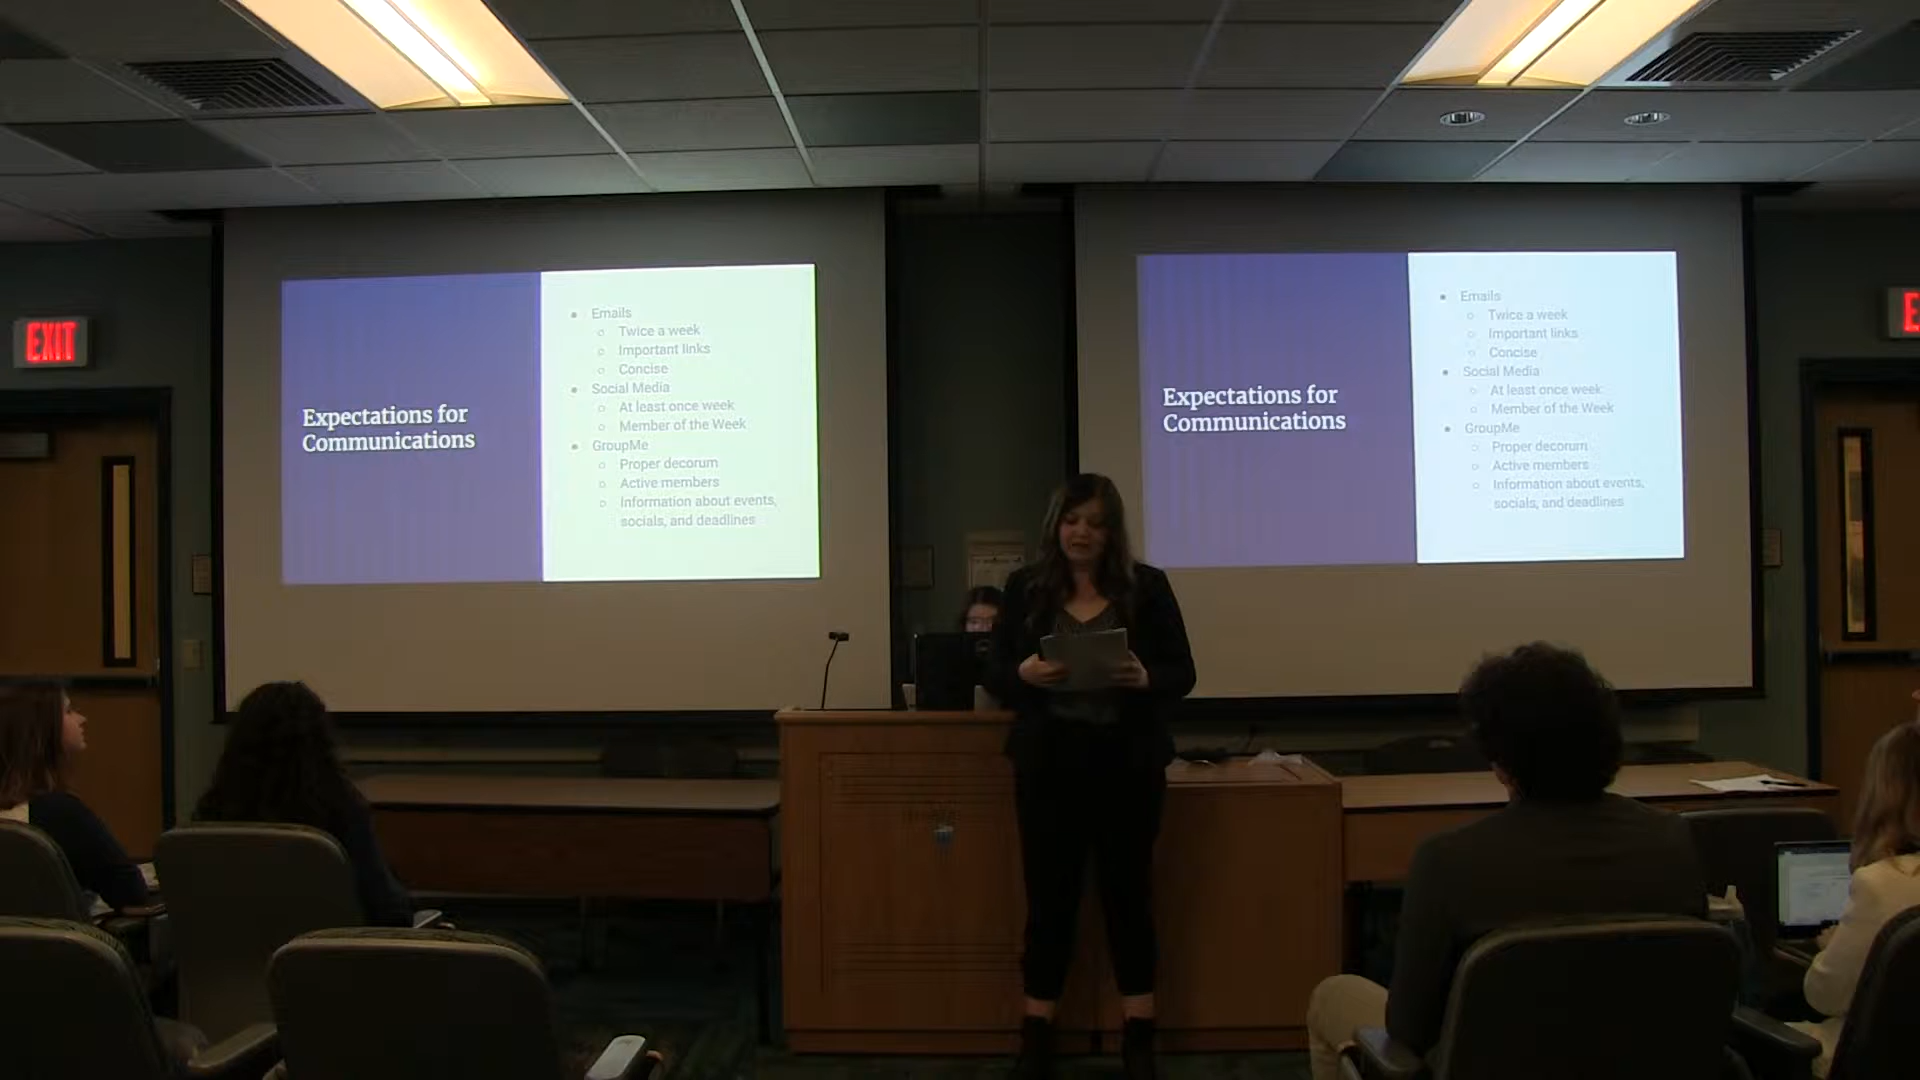 EXIT
Expectations for
Communications
Emails
Twice a week
Important links
Concise
Social Media
At least once week
Member of the Week
GroupMe
Proper decorum
Active members
Information about events,
socials, and deadlines
Expectations for
Communications
Emails
Twice a week
Important links
Concise
Social Media
At least once week
Member of the Week
GroupMe
Proper decorum
Active members
Information about events,
socials, and deadlines
E